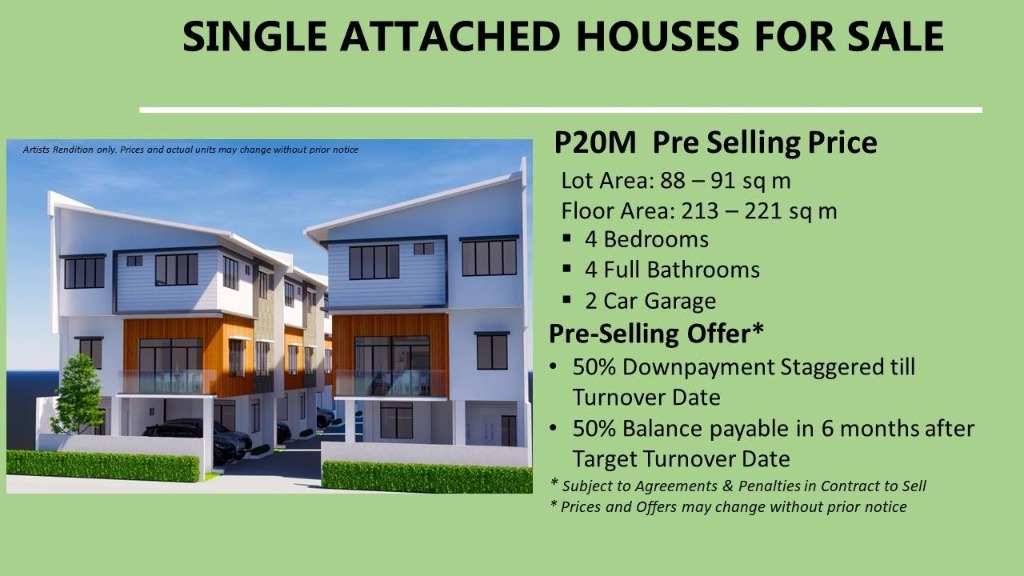 SINGLE ATTACHED HOUSES FOR SALE
Artists Rendition only. Prices and actual units may change without prior notice
P20M Pre Selling Price
Lot Area: 88 – 91 sq m
Floor Area: 213 – 221 sq m
▪ 4 Bedrooms
▪ 4 Full Bathrooms
▪ 2 Car Garage
Pre-Selling Offer*
• 50% Downpayment Staggered till
Turnover Date
• 50% Balance payable in 6 months after
Target Turnover Date
* Subject to Agreements & Penalties in Contract to Sell
* Prices and Offers may change without prior notice